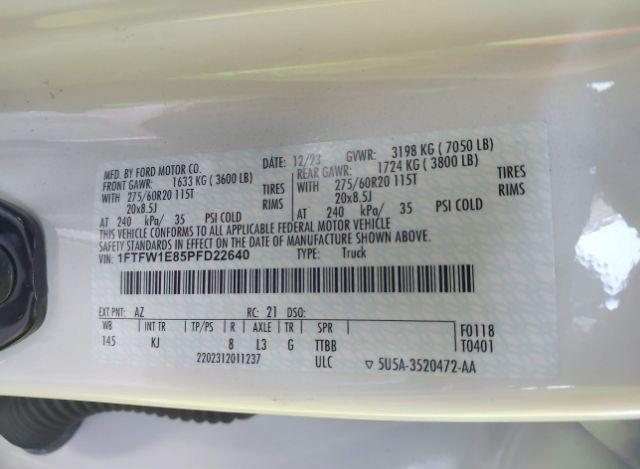 MFD. BY FORD MOTOR CO.
DATE: 12/23 GVWR: 3198 KG ( 7050 LB)
FRONT GAWR: 1633 KG ( 3600 LB)
REAR GAWR: 1724 KG ( 3800 LB)
WITH 275/60R20 115T TIRES
WITH 275/60R20 115T TIRES
20x8.5J RIMS
20x8.5J RIMS
AT 240 kPa/ 35 PSI COLD
AT 240 kPa/ 35 PSI COLD
THIS VEHICLE CONFORMS TO ALL APPLICABLE FEDERAL MOTOR VEHICLE
SAFETY STANDARDS IN EFFECT ON THE DATE OF MANUFACTURE SHOWN ABOVE.
VIN: 1FTFW1E85PFD22640 TYPE: Truck
EXT PNT: AZ RC: 21 DSO:
WB INT TR TP/PS R AXLE TR SPR F0118
145 KJ 8 L3 G TTBB T0401
2202312011237 ULC ▽ 5U5A-3520472-AA